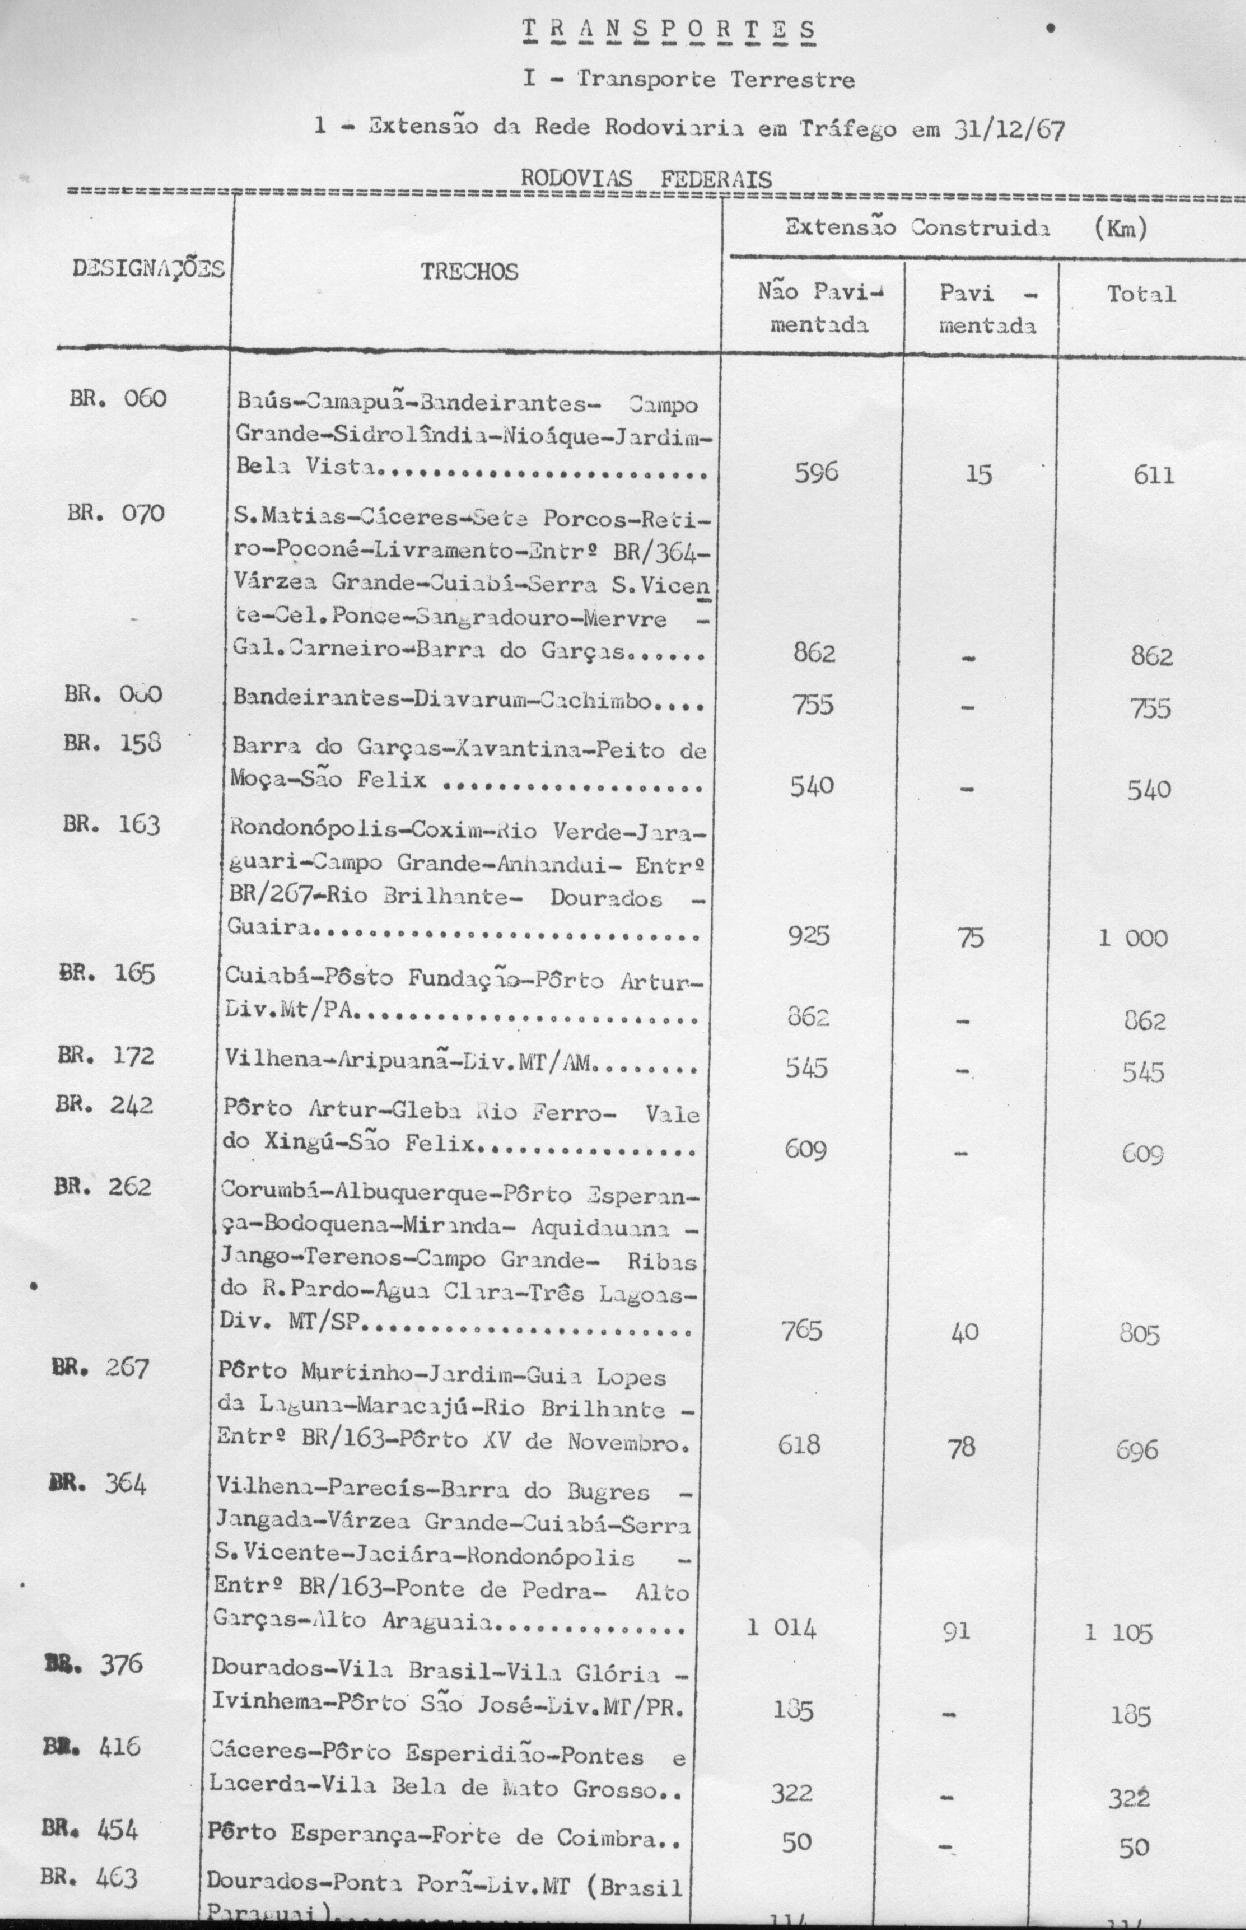 TRANSPORTES
I - Transporte Terrestre
1 - Extensão da Rede Rodoviaria em Tráfego em 31/12/67
RODOVIAS FEDERAIS
DESIGNAÇÕES
TRECHOS
Extensão Construida (Km)
Não Pavi-
mentada
Pavi -
mentada
Total
BR. 060
Baús-Camapuã-Bandeirantes- Campo
Grande-Sidrolândia-Nioáque-Jardim-
Bela Vista........................ 596 15 611
BR. 070
S.Matias-Cáceres-Sete Porcos-Reti-
ro-Poconé-Livramento-Entrº BR/364-
Várzea Grande-Cuiabá-Serra S.Vicen
te-Cel.Ponce-Sangradouro-Mervre -
Gal.Carneiro-Barra do Garças...... 862 - 862
BR. 080 Bandeirantes-Diavarum-Cachimbo.... 755 - 755
BR. 158 Barra do Garças-Xavantina-Peito de
Moça-São Felix ................... 540 - 540
BR. 163 Rondonópolis-Coxim-Rio Verde-Jara-
guari-Campo Grande-Anhandui- Entrº
BR/267-Rio Brilhante- Dourados -
Guaira............................ 925 75 1 000
BR. 165 Cuiabá-Pôsto Fundação-Pôrto Artur-
Div.Mt/PA......................... 862 - 862
BR. 172 Vilhena-Aripuanã-Div.MT/AM........ 545 - 545
BR. 242 Pôrto Artur-Gleba Rio Ferro- Vale
do Xingú-São Felix................ 609 - 609
BR. 262 Corumbá-Albuquerque-Pôrto Esperan-
ça-Bodoquena-Miranda- Aquidauana -
Jango-Terenos-Campo Grande- Ribas
do R.Pardo-Agua Clara-Três Lagoas-
Div. MT/SP........................ 765 40 805
BR. 267 Pôrto Murtinho-Jardim-Guia Lopes
da Laguna-Maracajú-Rio Brilhante -
Entrº BR/163-Pôrto XV de Novembro. 618 78 696
BR. 364 Vilhena-Parecís-Barra do Bugres -
Jangada-Várzea Grande-Cuiabá-Serra
S.Vicente-Jaciára-Rondonópolis -
Entrº BR/163-Ponte de Pedra- Alto
Garças-Alto Araguaia.............. 1 014 91 1 105
BR. 376 Dourados-Vila Brasil-Vila Glória -
Ivinhema-Pôrto São José-Div.MT/PR. 185 - 185
BR. 416 Cáceres-Pôrto Esperidião-Pontes e
Lacerda-Vila Bela de Mato Grosso.. 322 - 322
BR. 454 Pôrto Esperança-Forte de Coimbra.. 50 - 50
BR. 463 Dourados-Ponta Porã-Div.MT (Brasil
Paraguai).........................